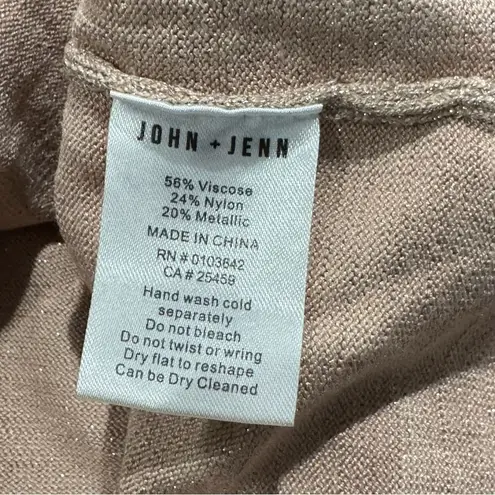 JOHN + JENN
56% Viscose
24% Nylon
20% Metallic
MADE IN CHINA
RN # 0103642
CA # 25459
Hand wash cold
separately
Do not bleach
Do not twist or wring
Dry flat to reshape
Can be Dry Cleaned